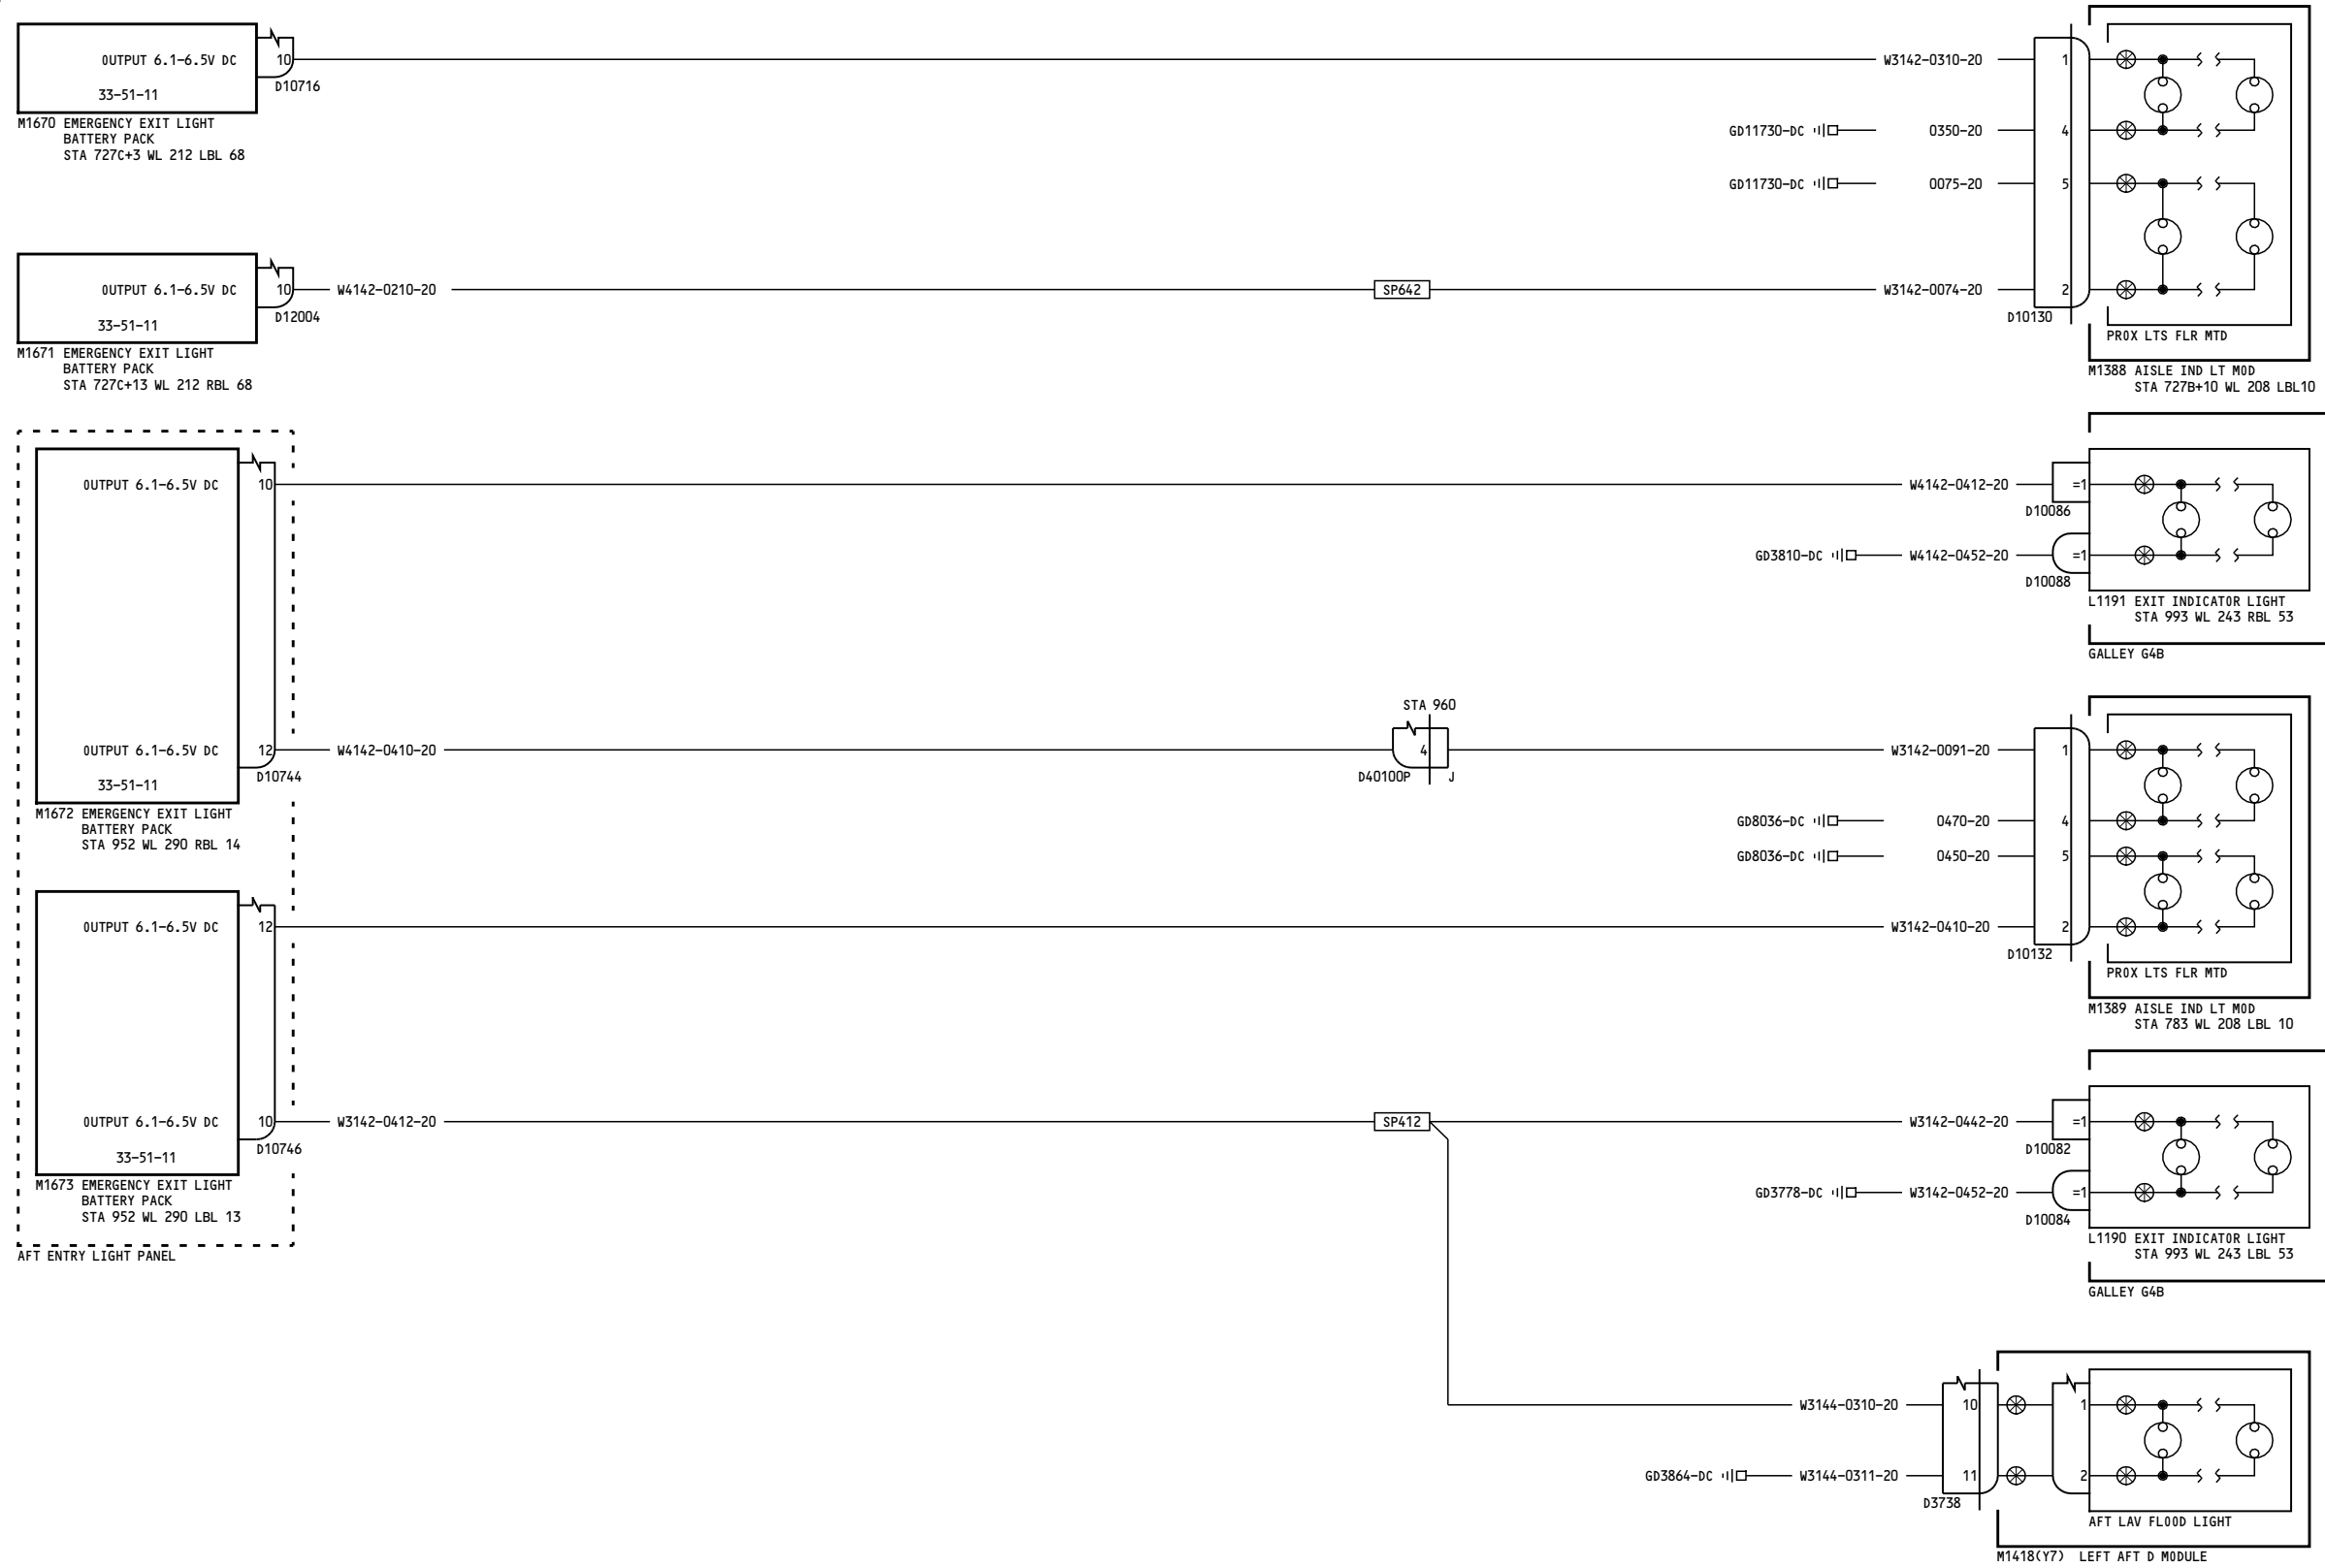 OUTPUT 6.1-6.5V DC
10
D10716
33-51-11
M1670 EMERGENCY EXIT LIGHT
BATTERY PACK
STA 727C+3 WL 212 LBL 68
W3142-0310-20
1
GD11730-DC
0350-20
4
GD11730-DC
0075-20
5
OUTPUT 6.1-6.5V DC
10
W4142-0210-20
SP642
W3142-0074-20
2
D12004
D10130
33-51-11
PROX LTS FLR MTD
M1671 EMERGENCY EXIT LIGHT
BATTERY PACK
STA 727C+13 WL 212 RBL 68
M1388 AISLE IND LT MOD
STA 727B+10 WL 208 LBL10
OUTPUT 6.1-6.5V DC
10
W4142-0412-20
=1
D10086
GD3810-DC
W4142-0452-20
=1
D10088
L1191 EXIT INDICATOR LIGHT
STA 993 WL 243 RBL 53
GALLEY G4B
STA 960
OUTPUT 6.1-6.5V DC
12
W4142-0410-20
4
W3142-0091-20
1
D10744
D40100P
J
33-51-11
M1672 EMERGENCY EXIT LIGHT
BATTERY PACK
STA 952 WL 290 RBL 14
GD8036-DC
0470-20
4
GD8036-DC
0450-20
5
OUTPUT 6.1-6.5V DC
12
W3142-0410-20
2
D10132
PROX LTS FLR MTD
M1389 AISLE IND LT MOD
STA 783 WL 208 LBL 10
OUTPUT 6.1-6.5V DC
10
W3142-0412-20
SP412
W3142-0442-20
=1
D10746
D10082
33-51-11
M1673 EMERGENCY EXIT LIGHT
BATTERY PACK
STA 952 WL 290 LBL 13
GD3778-DC
W3142-0452-20
=1
D10084
L1190 EXIT INDICATOR LIGHT
STA 993 WL 243 LBL 53
AFT ENTRY LIGHT PANEL
GALLEY G4B
W3144-0310-20
10
1
GD3864-DC
W3144-0311-20
11
2
D3738
AFT LAV FLOOD LIGHT
M1418(Y7) LEFT AFT D MODULE